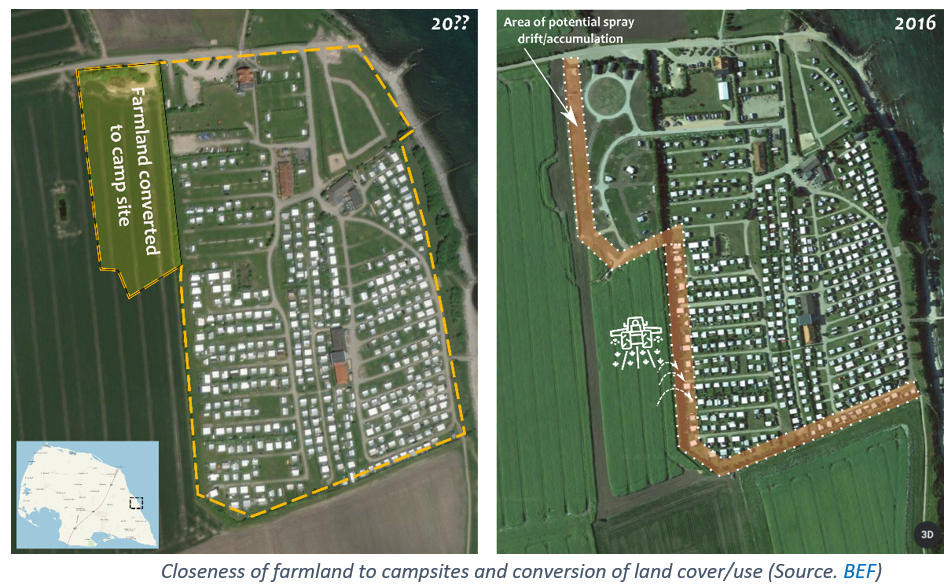 20??
Farmland converted
to camp site
Area of potential spray
drift/accumulation
2016
3D
Closeness of farmland to campsites and conversion of land cover/use (Source. BEF)